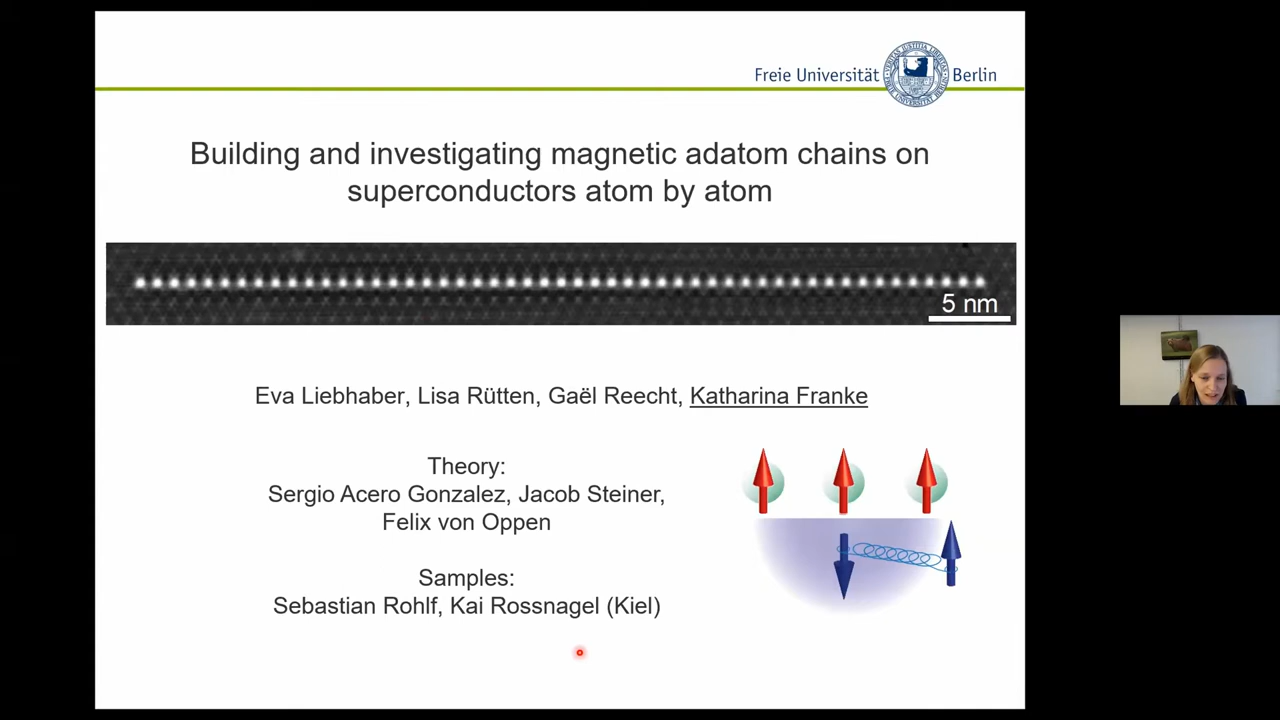 Freie Universität Berlin
Building and investigating magnetic adatom chains on
superconductors atom by atom
5 nm
Eva Liebhaber, Lisa Rütten, Gaël Reecht, Katharina Franke
Theory:
Sergio Acero Gonzalez, Jacob Steiner,
Felix von Oppen
Samples:
Sebastian Rohlf, Kai Rossnagel (Kiel)